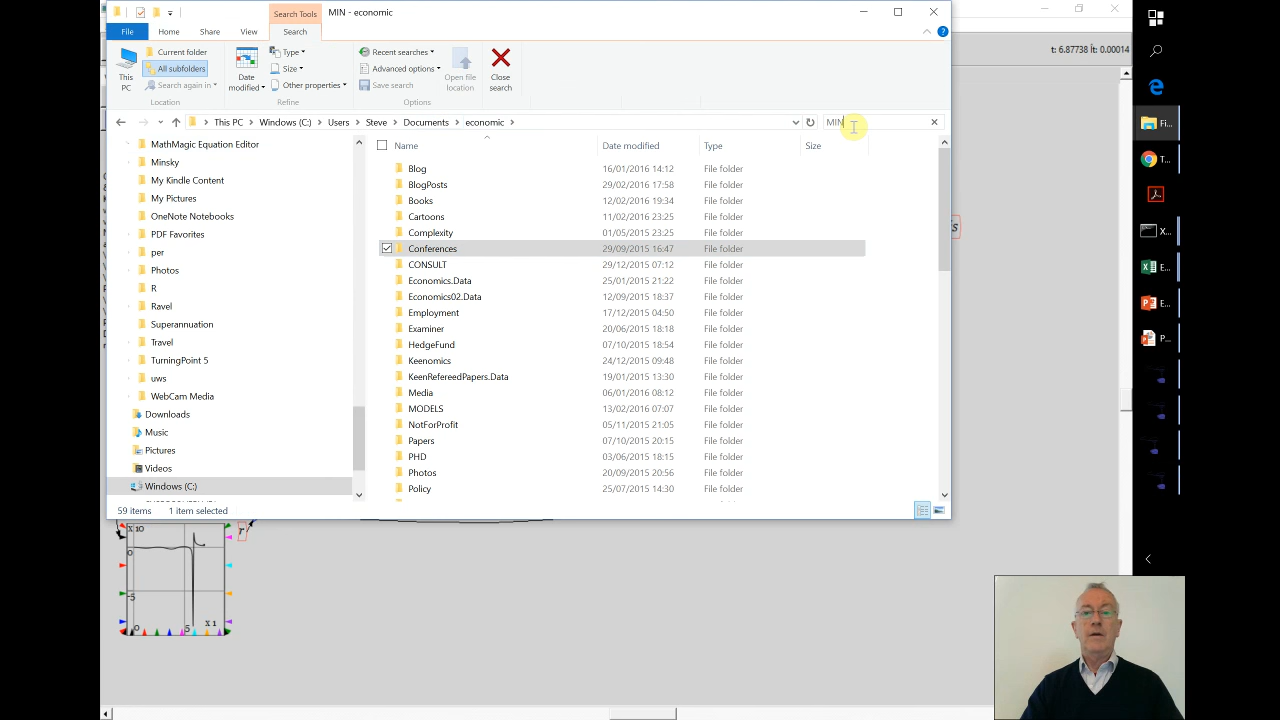 Search Tools
MIN - economic
File
Home
Share
View
Search
This PC
Current folder
All subfolders
Search again in
Location
Date modified
Type
Size
Other properties
Refine
Recent searches
Advanced options
Save search
Open file location
Options
Close search
t: 6.87738 Īt: 0.00014
This PC > Windows (C:) > Users > Steve > Documents > economic >
MIN
MathMagic Equation Editor
Minsky
My Kindle Content
My Pictures
OneNote Notebooks
PDF Favorites
per
Photos
R
Ravel
Superannuation
Travel
TurningPoint 5
uws
WebCam Media
Downloads
Music
Pictures
Videos
Windows (C:)
Name Date modified Type Size
Blog 16/01/2016 14:12 File folder
BlogPosts 29/02/2016 17:58 File folder
Books 12/02/2016 19:34 File folder
Cartoons 11/02/2016 23:25 File folder
Complexity 01/05/2015 23:25 File folder
Conferences 29/09/2015 16:47 File folder
CONSULT 29/12/2015 07:12 File folder
Economics.Data 25/01/2016 21:22 File folder
Economics02.Data 12/09/2015 18:37 File folder
Employment 17/12/2015 04:50 File folder
Examiner 20/06/2015 18:18 File folder
HedgeFund 07/10/2015 18:54 File folder
Keenomics 24/12/2015 09:48 File folder
KeenRefereedPapers.Data 19/01/2015 13:30 File folder
Media 06/01/2016 08:12 File folder
MODELS 13/02/2016 07:07 File folder
NotForProfit 05/11/2015 21:05 File folder
Papers 07/10/2015 20:15 File folder
PHD 03/06/2015 18:15 File folder
Photos 20/09/2015 20:56 File folder
Policy 25/07/2015 14:30 File folder
59 items 1 item selected
X 10
0
-5
0
5
X 1
r
Fi...
T...
X...
E...
E...
P...